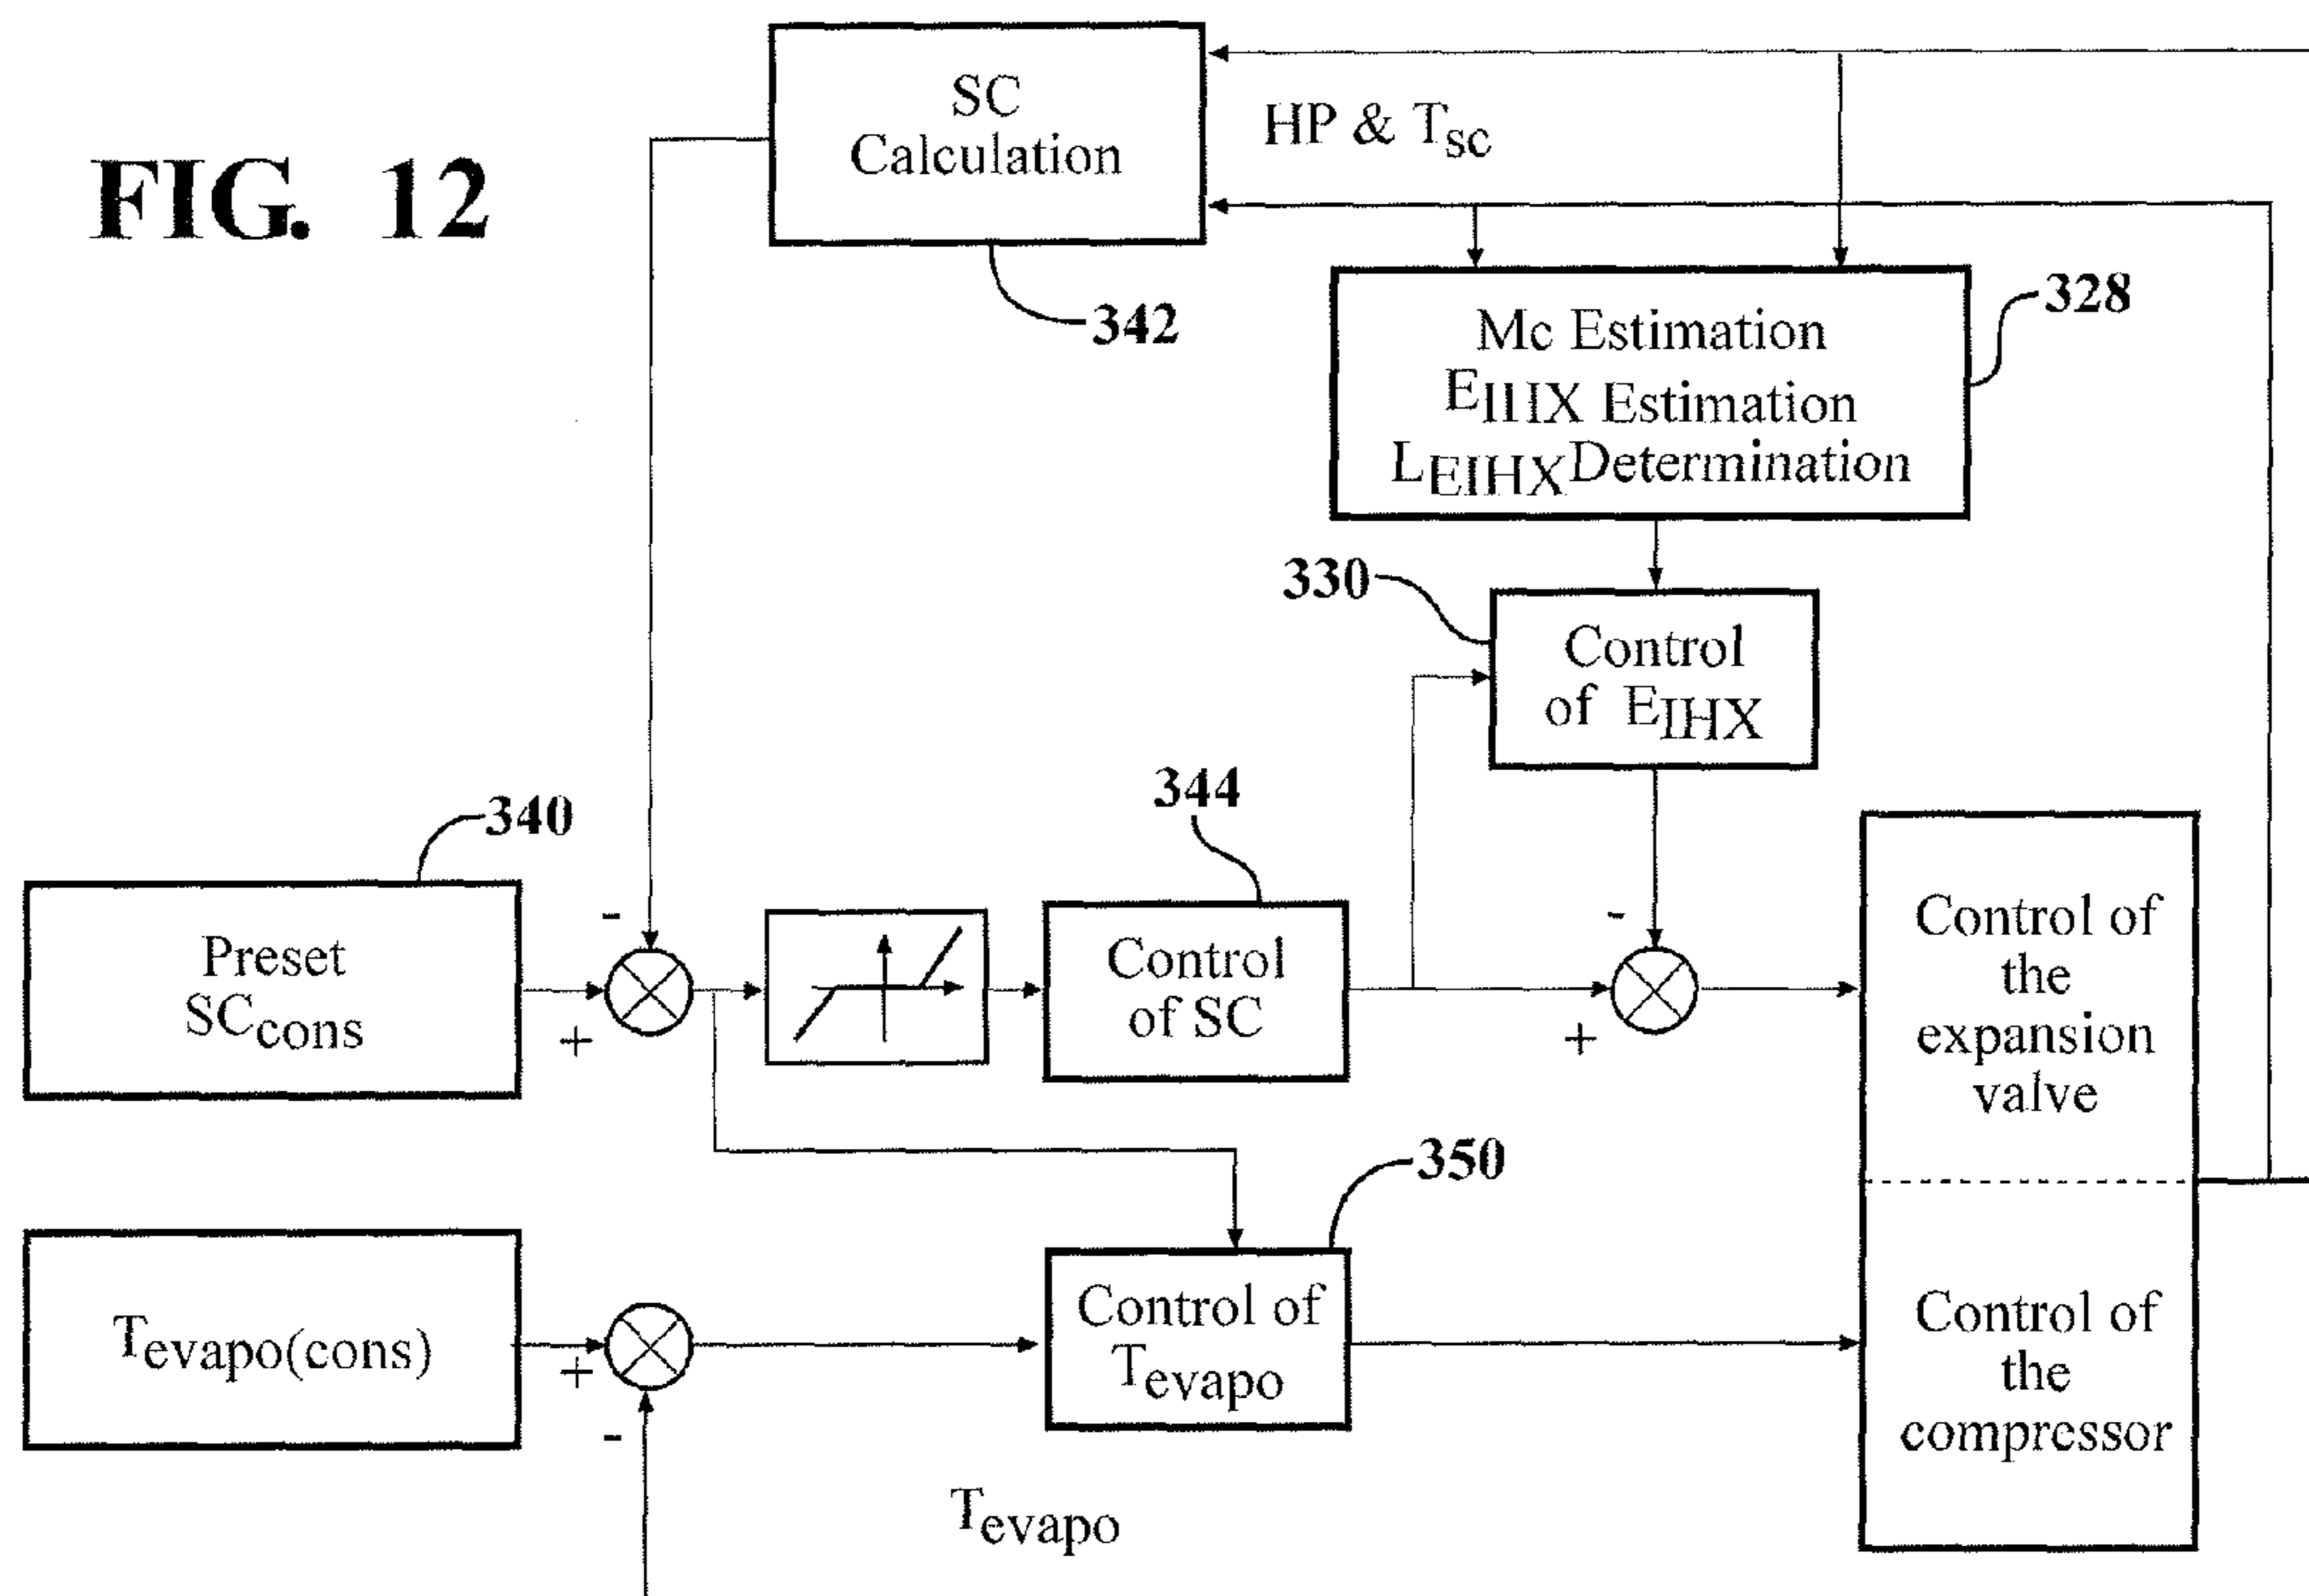 FIG. 12
SC
Calculation
HP & Tsc
342
328
Mc Estimation
EIHX Estimation
LEIHX Determination
330
Control
of EIHX
344
340
Preset
SCcons
-
+
Control
of SC
-
+
Control of
the
expansion
valve
350
Tevapo(cons)
+
-
Control of
Tevapo
Control of
the
compressor
Tevapo